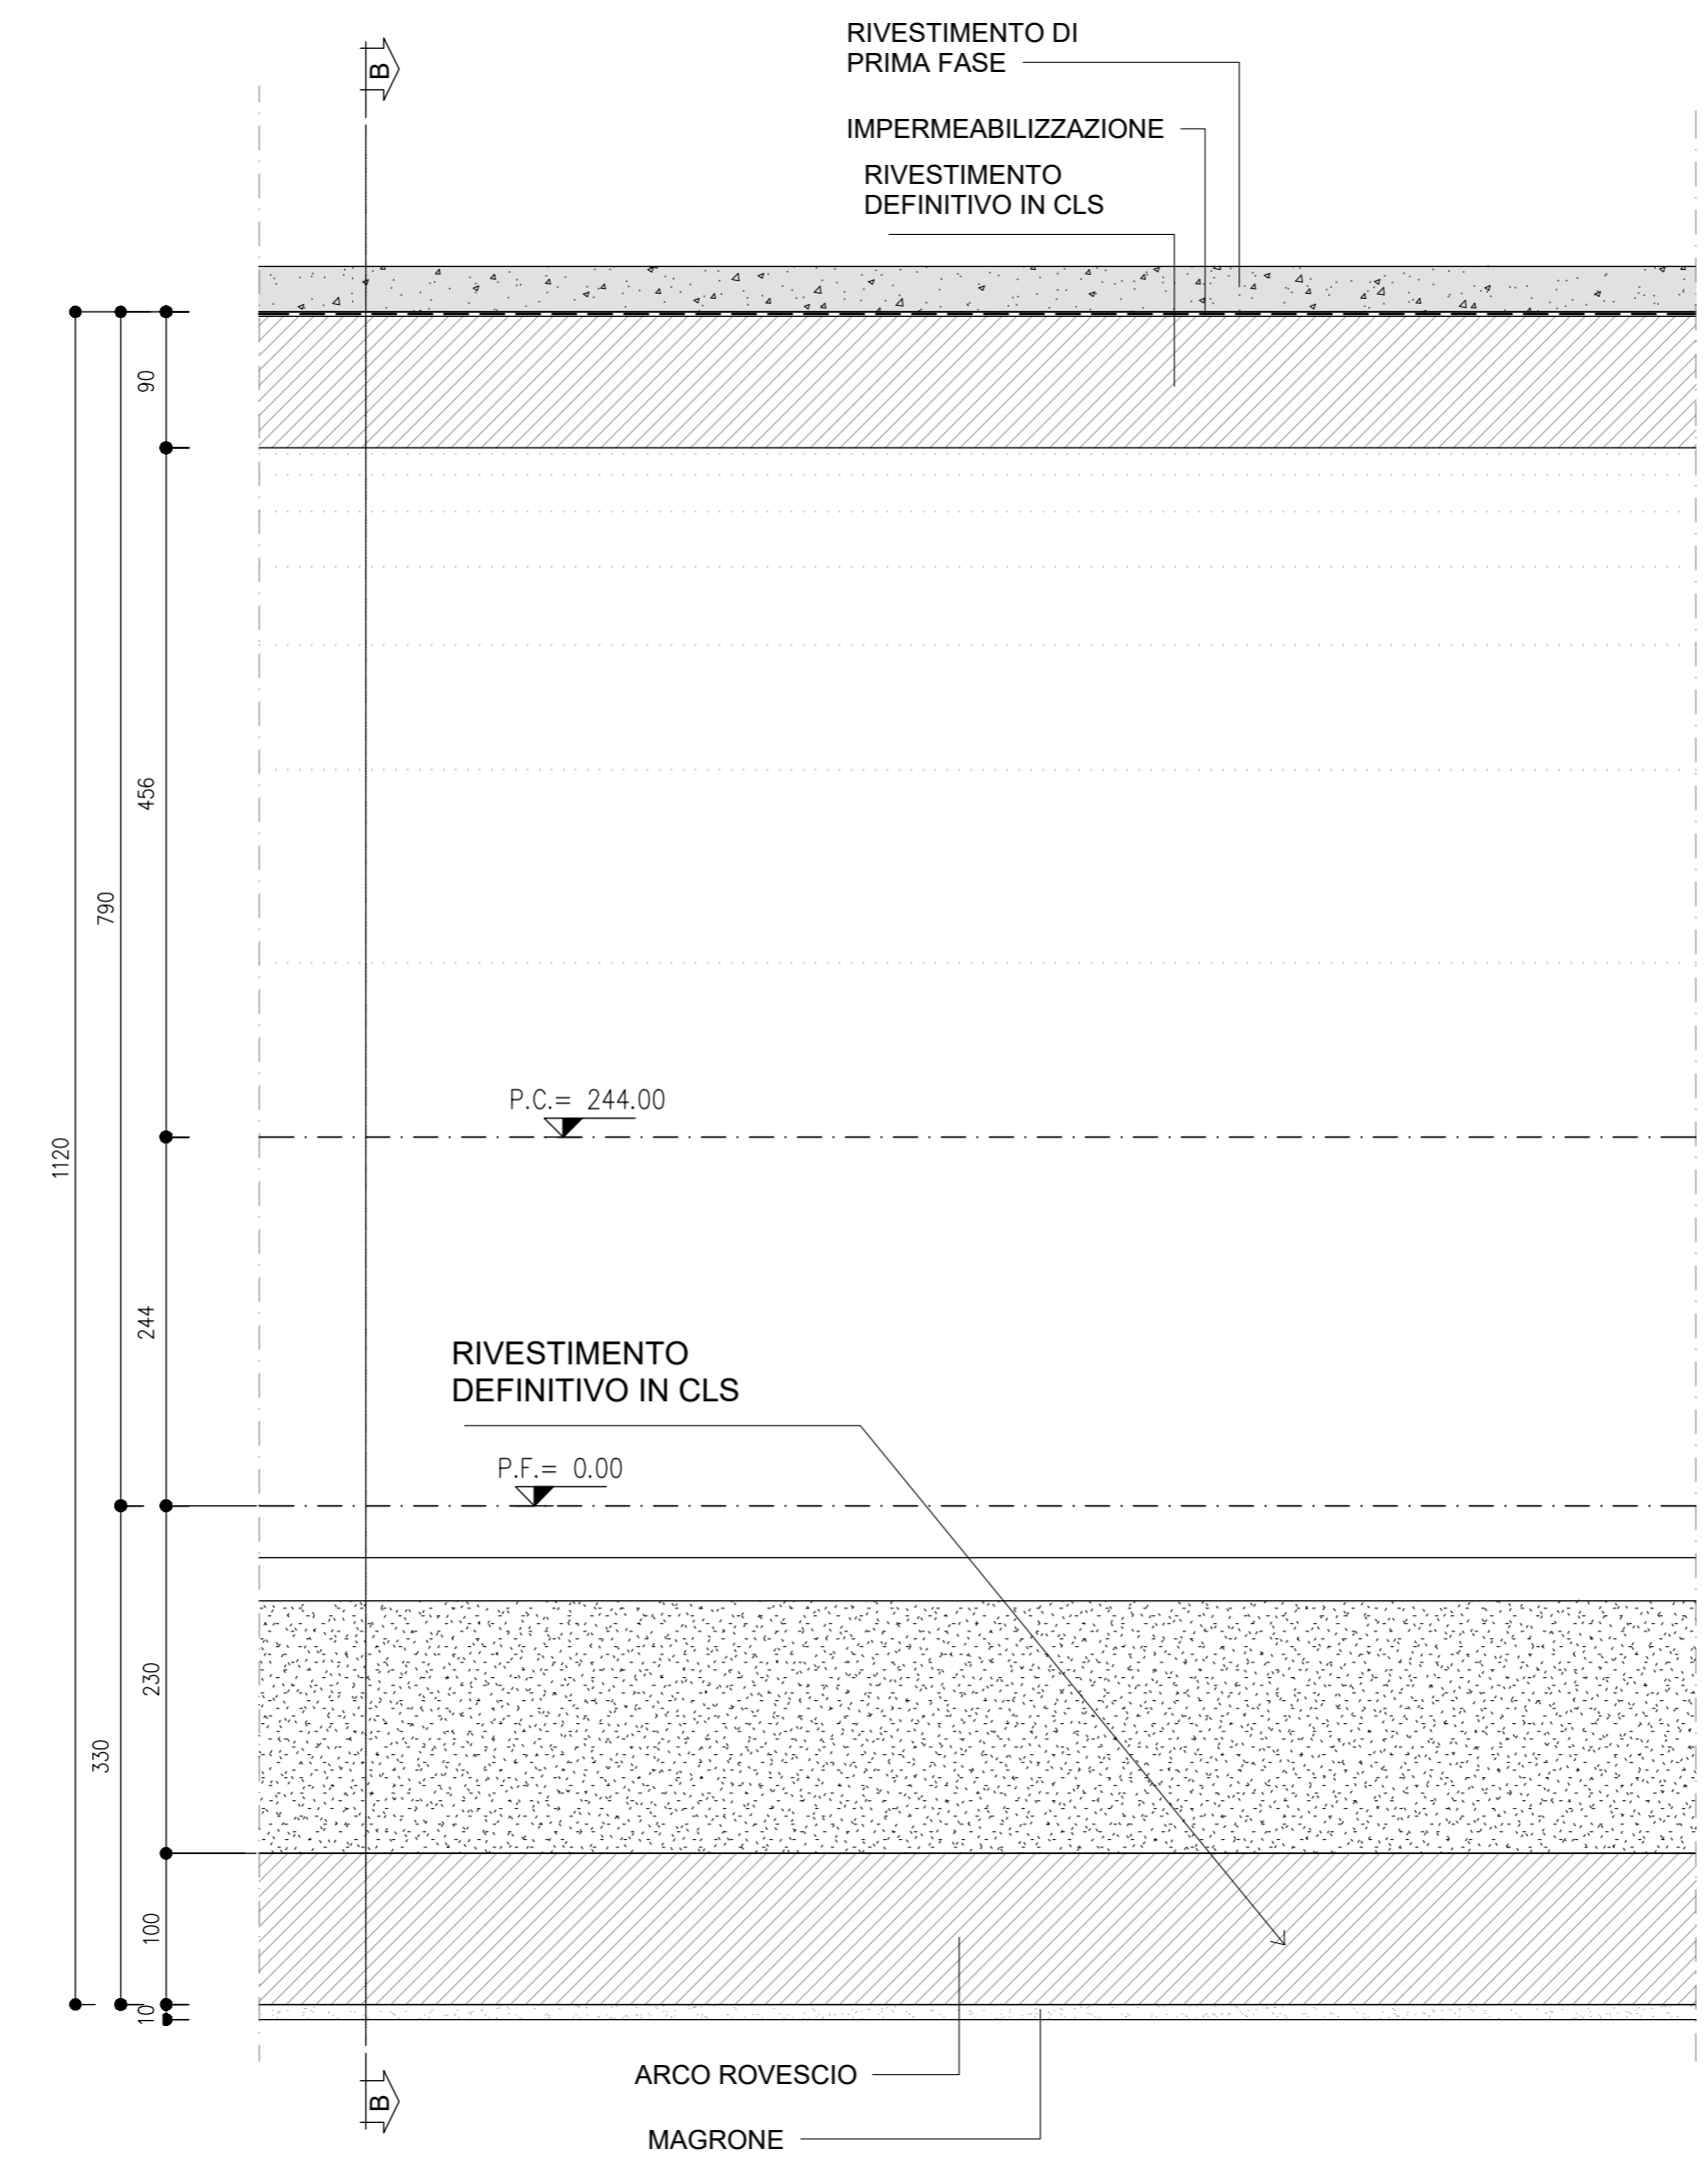 B
RIVESTIMENTO DI
PRIMA FASE
IMPERMEABILIZZAZIONE
RIVESTIMENTO
DEFINITIVO IN CLS
90
456
790
P.C.= 244.00
1120
244
RIVESTIMENTO
DEFINITIVO IN CLS
P.F.= 0.00
230
330
100
10
ARCO ROVESCIO
B
MAGRONE